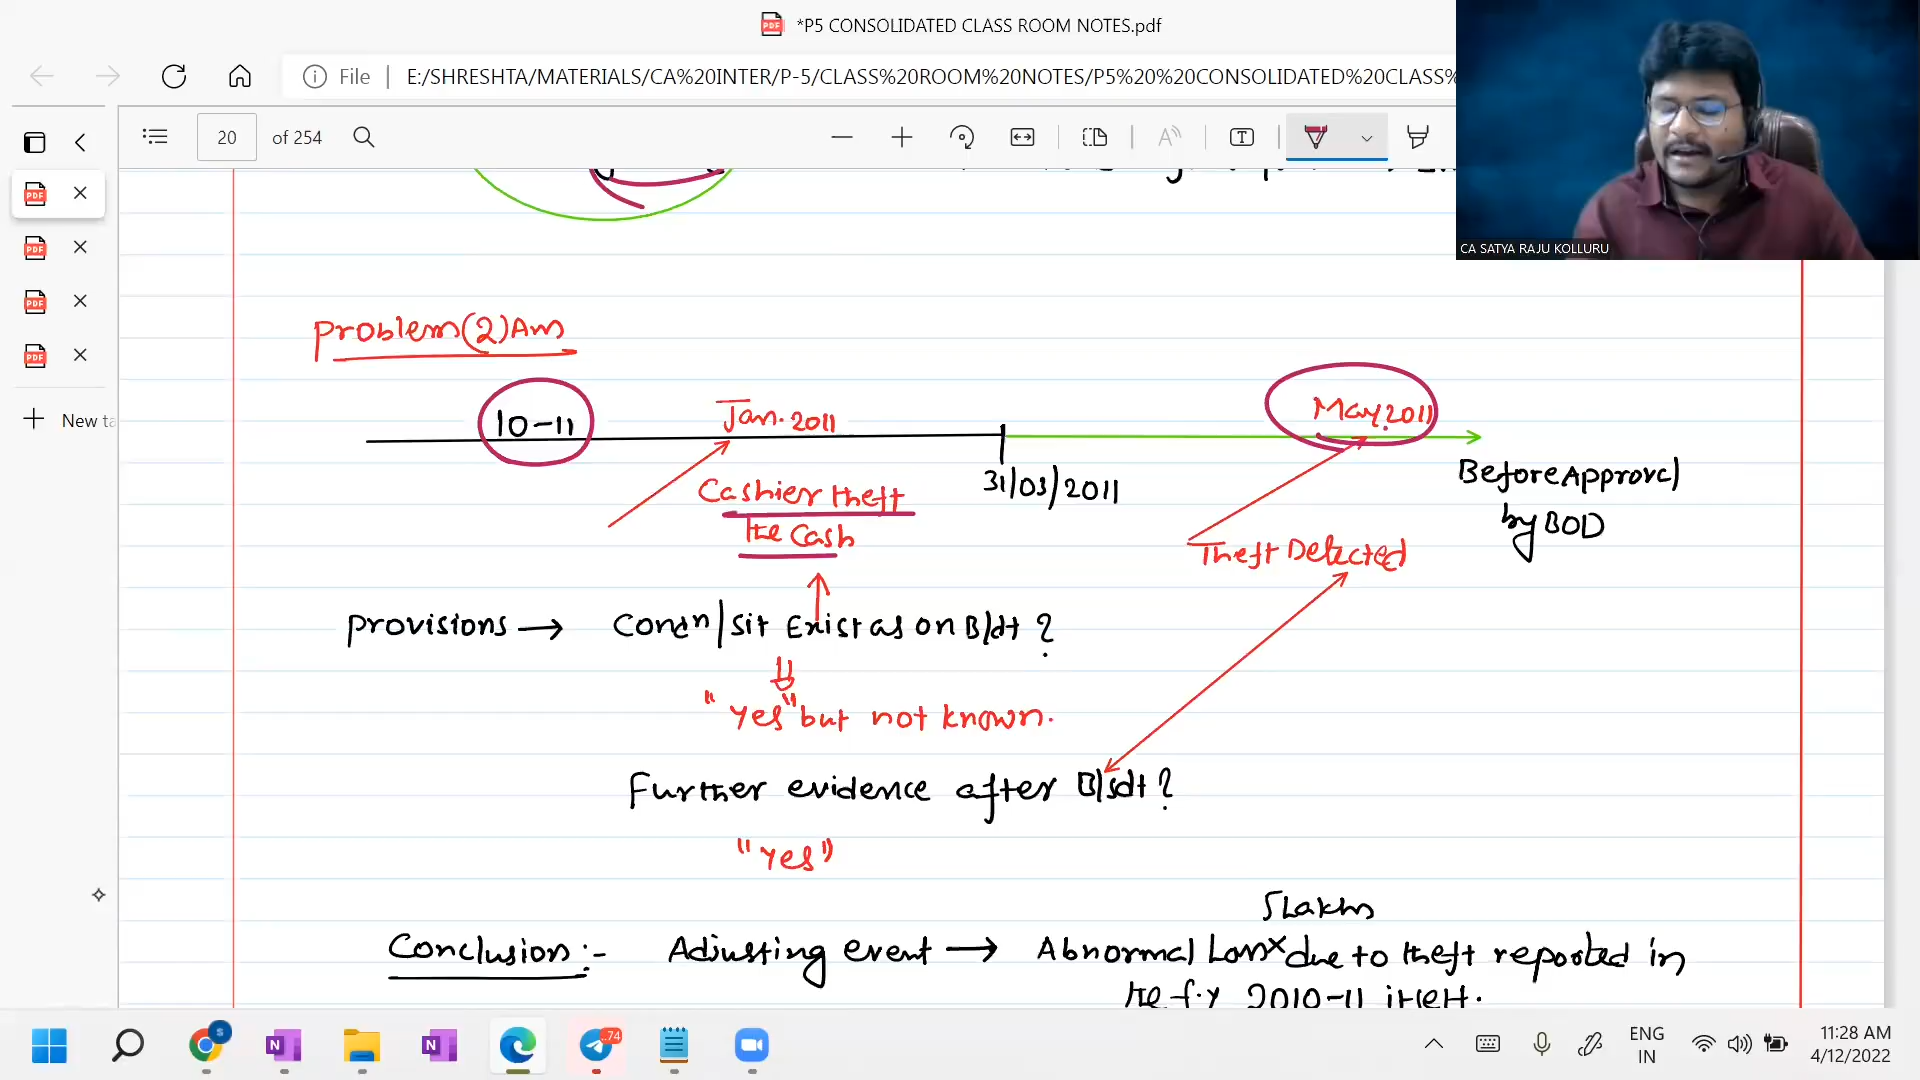 *P5 CONSOLIDATED CLASS ROOM NOTES.pdf
File | E:/SHRESHTA/MATERIALS/CA%20INTER/P-5/CLASS%20ROOM%20NOTES/P5%20%20CONSOLIDATED%20CLASS%
20 of 254
CA SATYA RAJU KOLLURU
New ta
Problem(2)Ans
10-11
Jan.2011
May.2011
31/03/2011
Before Approval
by BOD
Cashier theft
the Cash
Theft Detected
Provisions → Condn/sit Exist as on B/dt ?
"Yes" but not known.
Further evidence after B/sdt ?
"Yes"
5 Lakhs
Conclusion :- Adjusting event → Abnormal Loss x due to theft reported in
the f.y 2010-11 itself.
74
ENG
IN
11:28 AM
4/12/2022